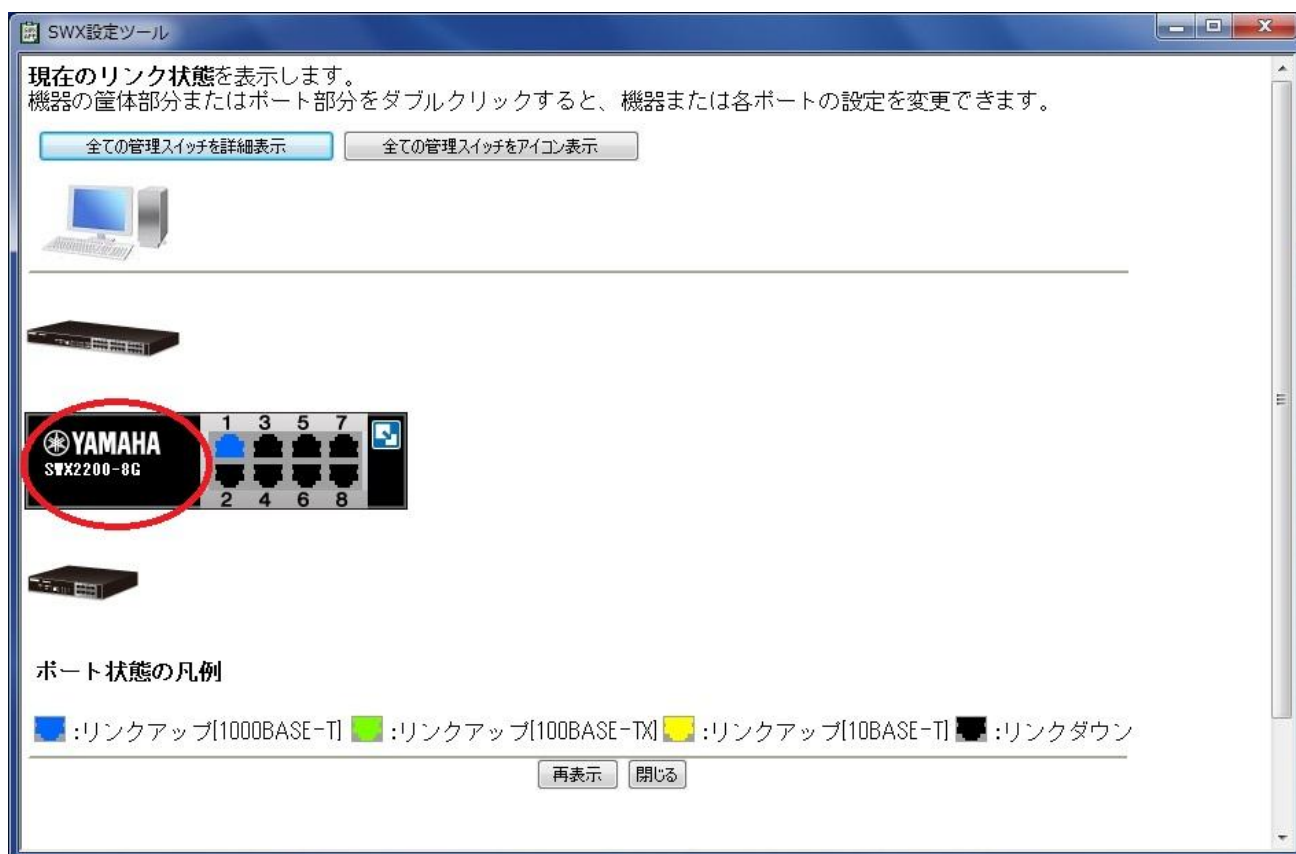 SWX設定ツール
現在のリンク状態を表示します。
機器の筐体部分またはポート部分をダブルクリックすると、機器または各ポートの設定を変更できます。
全ての管理スイッチを詳細表示
全ての管理スイッチをアイコン表示
1 3 5 7
YAMAHA
SWX2200-8G
2 4 6 8
ポート状態の凡例
:リンクアップ[1000BASE-T] :リンクアップ[100BASE-TX] :リンクアップ[10BASE-T] :リンクダウン
再表示 閉じる